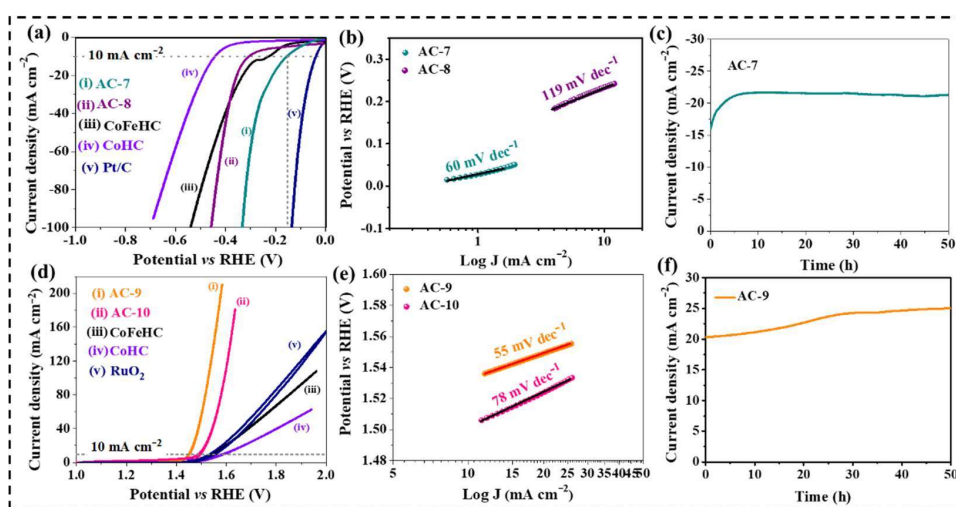 (a)
10 mA cm⁻²
(i) AC-7
(ii) AC-8
(iii) CoFeHC
(iv) CoHC
(v) Pt/C
(iv)
(i)
(ii)
(iii)
(v)
0
-20
-40
-60
-80
-100
-1.0 -0.8 -0.6 -0.4 -0.2 0.0
Current density (mA cm⁻²)
Potential vs RHE (V)
(b)
AC-7
AC-8
119 mV dec⁻¹
60 mV dec⁻¹
0.3
0.2
0.1
0.0
-0.1
1 10
Potential vs RHE (V)
Log J (mA cm⁻²)
(c)
AC-7
-30
-25
-20
-15
-10
-5
0
0 10 20 30 40 50
Current density (mA cm⁻²)
Time (h)
(d)
(i) AC-9
(ii) AC-10
(iii) CoFeHC
(iv) CoHC
(v) RuO₂
10 mA cm⁻²
(i)
(ii)
(v)
(iii)
(iv)
200
160
120
80
40
0
1.0 1.2 1.4 1.6 1.8 2.0
Current density (mA cm⁻²)
Potential vs RHE (V)
(e)
AC-9
AC-10
55 mV dec⁻¹
78 mV dec⁻¹
1.60
1.58
1.56
1.54
1.52
1.50
1.48
5 10 15 20 25 30 35 40 45 50
Potential vs RHE (V)
Log J (mA cm⁻²)
(f)
AC-9
30
25
20
15
10
5
0
0 10 20 30 40 50
Current density (mA cm⁻²)
Time (h)